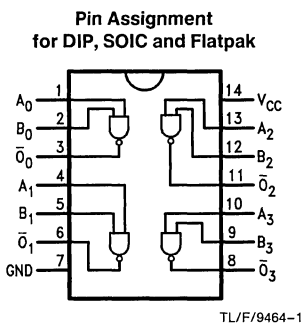 Pin Assignment
for DIP, SOIC and Flatpak
A₀ 1 14 V_CC
B₀ 2 13 A₂
Ō₀ 3 12 B₂
A₁ 4 11 Ō₂
B₁ 5 10 A₃
Ō₁ 6 9 B₃
GND 7 8 Ō₃
TL/F/9464–1